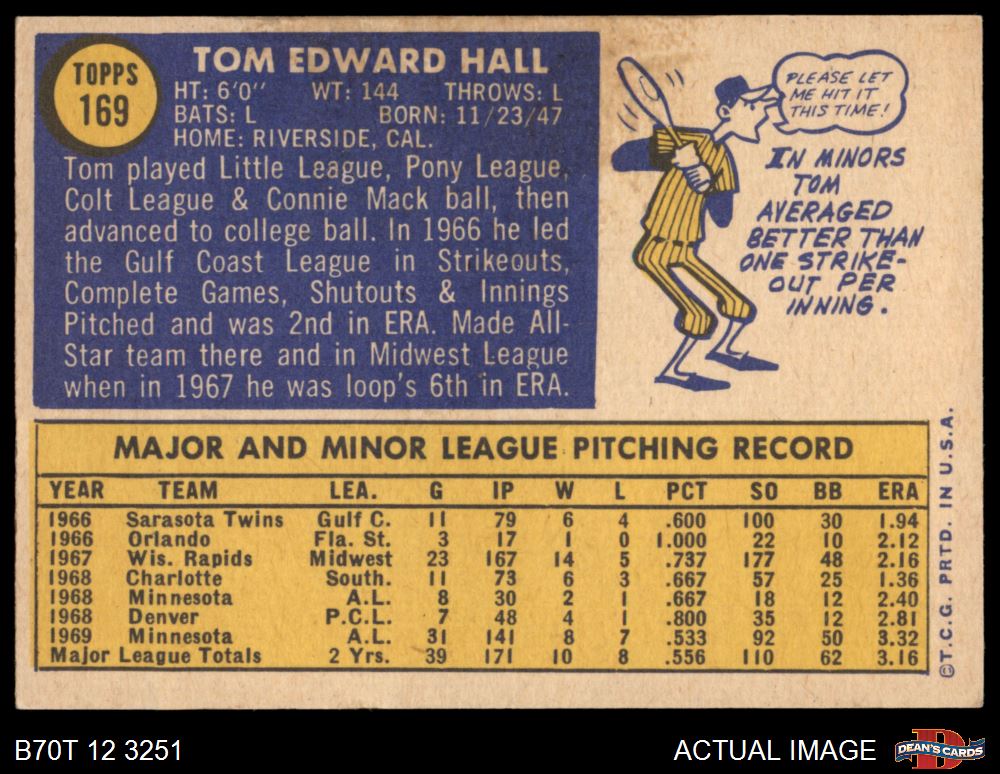 TOPPS
169
TOM EDWARD HALL
HT: 6'0" WT: 144 THROWS: L
BATS: L BORN: 11/23/47
HOME: RIVERSIDE, CAL.
Tom played Little League, Pony League,
Colt League & Connie Mack ball, then
advanced to college ball. In 1966 he led
the Gulf Coast League in Strikeouts,
Complete Games, Shutouts & Innings
Pitched and was 2nd in ERA. Made All-
Star team there and in Midwest League
when in 1967 he was loop's 6th in ERA.
PLEASE LET
ME HIT IT
THIS TIME!
IN MINORS
TOM
AVERAGED
BETTER THAN
ONE STRIKE-
OUT PER
INNING.
MAJOR AND MINOR LEAGUE PITCHING RECORD
YEAR TEAM LEA. G IP W L PCT SO BB ERA
1966 Sarasota Twins Gulf C. 11 79 6 4 .600 100 30 1.94
1966 Orlando Fla. St. 3 17 1 0 1.000 22 10 2.12
1967 Wis. Rapids Midwest 23 167 14 5 .737 177 48 2.16
1968 Charlotte South. 11 73 6 3 .667 57 25 1.36
1968 Minnesota A.L. 8 30 2 1 .667 18 12 2.40
1968 Denver P.C.L. 7 48 4 1 .800 35 12 2.81
1969 Minnesota A.L. 31 141 8 7 .533 92 50 3.32
Major League Totals 2 Yrs. 39 171 10 8 .556 110 62 3.16
©T.C.G. PRTD. IN U.S.A.
B70T 12 3251
ACTUAL IMAGE
DEAN'S CARDS